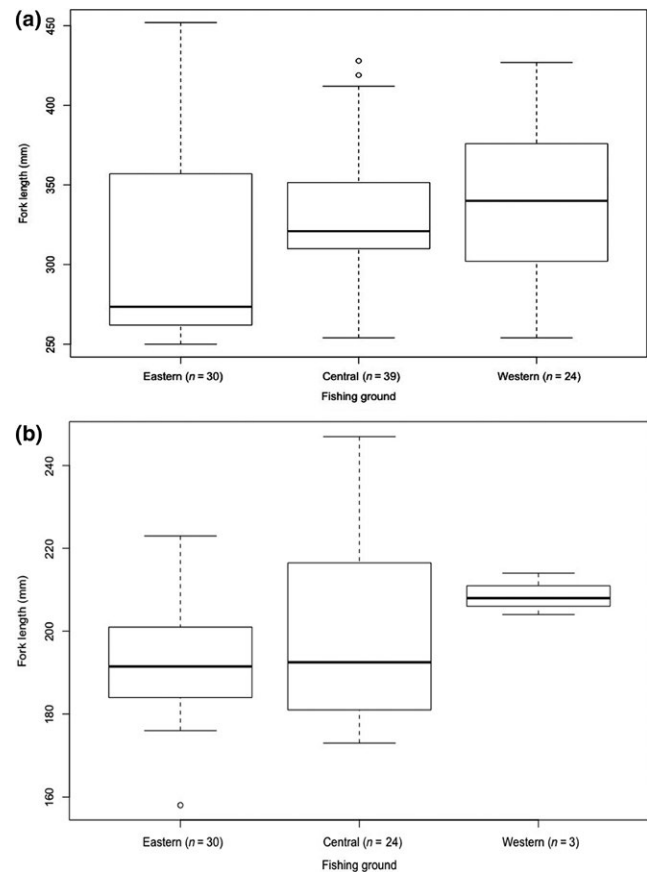 (a)
Fork length (mm)
450
400
350
300
250
Eastern (n = 30) Central (n = 39) Western (n = 24)
Fishing ground
(b)
Fork length (mm)
240
220
200
180
160
Eastern (n = 30) Central (n = 24) Western (n = 3)
Fishing ground